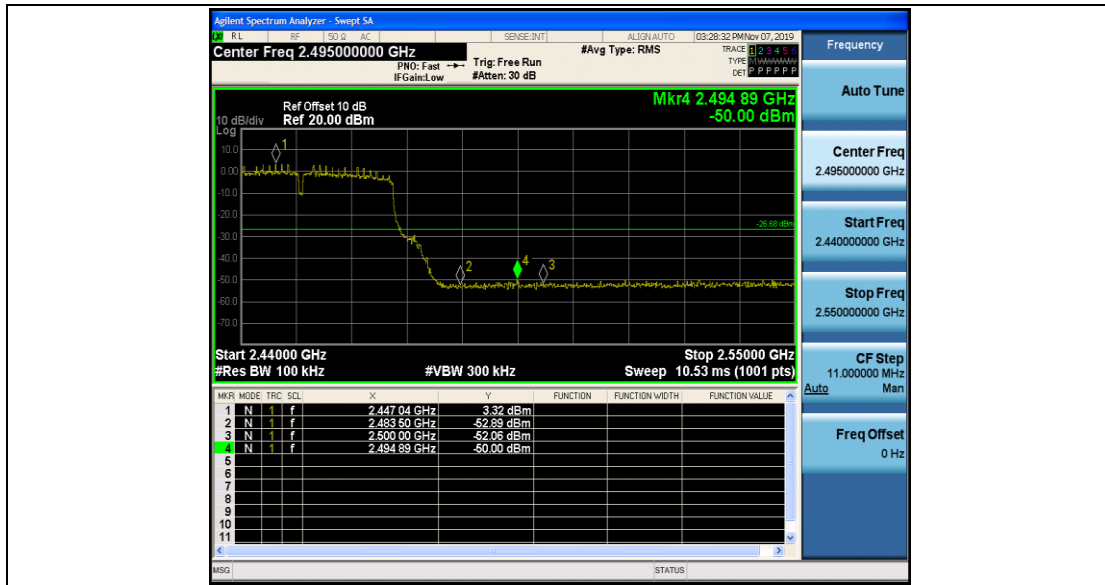 Agilent Spectrum Analyzer - Swept SA
RL RF 50 Ω AC SENSE:INT ALIGN AUTO 03:28:32 PM Nov 07, 2019
Center Freq 2.495000000 GHz
#Avg Type: RMS
TRACE 1 2 3 4 5 6
PNO: Fast
Trig: Free Run
TYPE M WWWWW
IFGain:Low
#Atten: 30 dB
DET P P P P P P
Mkr4 2.494 89 GHz
Ref Offset 10 dB
-50.00 dBm
10 dB/div Ref 20.00 dBm
Log
10.0
0.00
-10.0
-20.0
-30.0
-40.0
-50.0
-60.0
-70.0
1
2
4
3
-26.68 dBm
Start 2.44000 GHz Stop 2.55000 GHz
#Res BW 100 kHz #VBW 300 kHz Sweep 10.53 ms (1001 pts)
MKR MODE TRC SCL X Y FUNCTION FUNCTION WIDTH FUNCTION VALUE
1 N 1 f 2.447 04 GHz 3.32 dBm
2 N 1 f 2.483 50 GHz -52.89 dBm
3 N 1 f 2.500 00 GHz -52.06 dBm
4 N 1 f 2.494 89 GHz -50.00 dBm
5
6
7
8
9
10
11
MSG STATUS
Frequency
Auto Tune
Center Freq
2.495000000 GHz
Start Freq
2.440000000 GHz
Stop Freq
2.550000000 GHz
CF Step
11.000000 MHz
Auto Man
Freq Offset
0 Hz